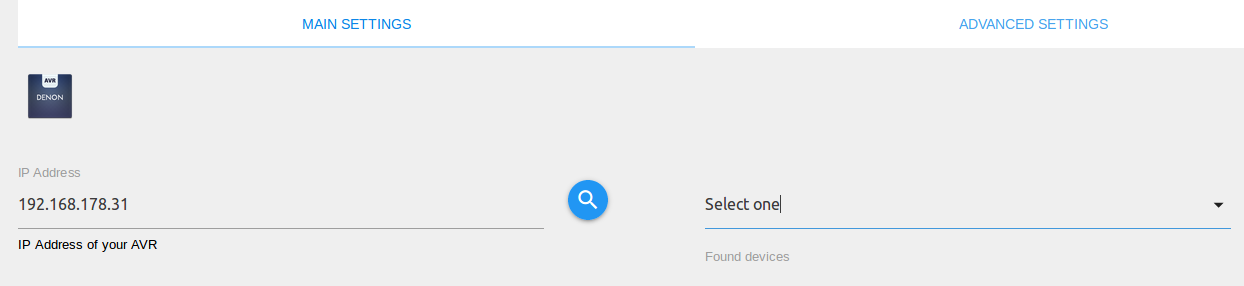 MAIN SETTINGS
ADVANCED SETTINGS
AVR
DENON
IP Address
192.168.178.31
Select one
IP Address of your AVR
Found devices